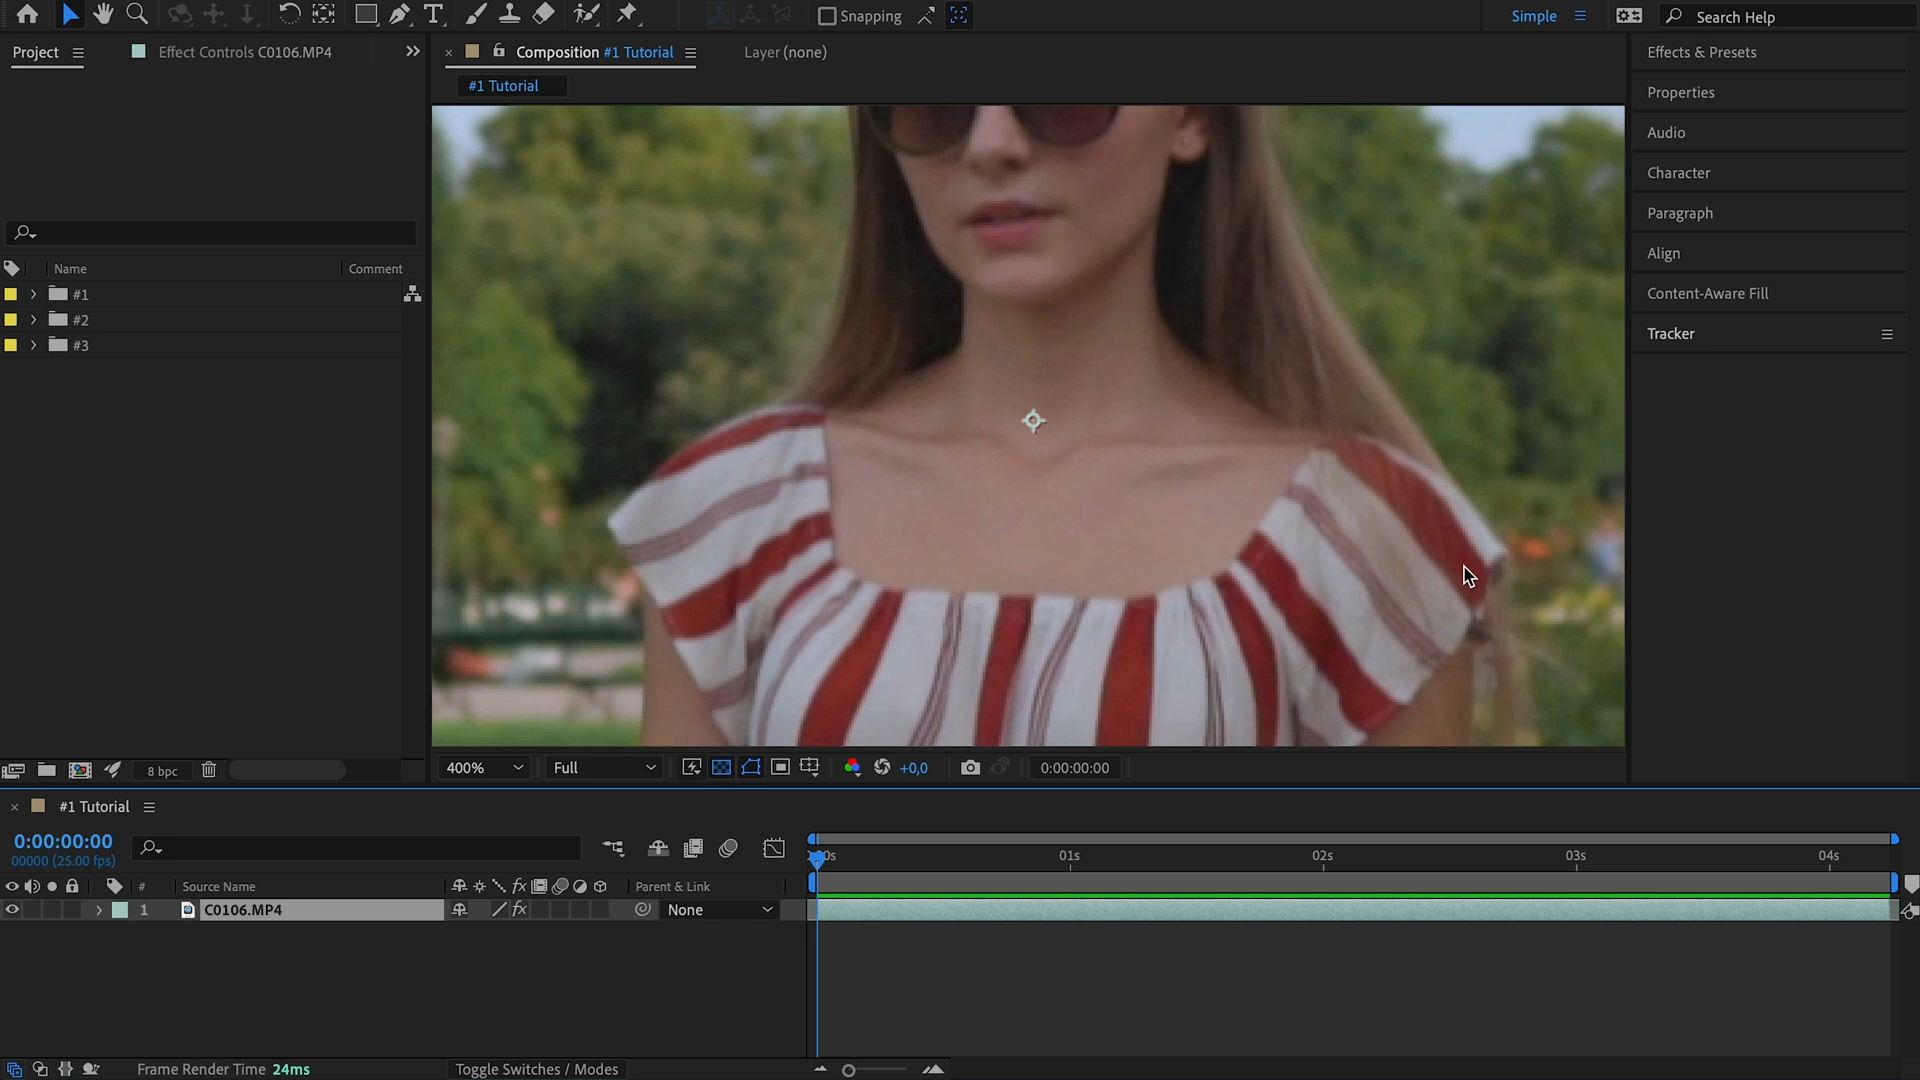 Snapping
Simple
Search Help
Project
Effect Controls C0106.MP4
Composition #1 Tutorial
Layer (none)
#1 Tutorial
Effects & Presets
Properties
Audio
Character
Paragraph
Align
Content-Aware Fill
Tracker
Name
Comment
#1
#2
#3
8 bpc
400%
Full
+0,0
0:00:00:00
#1 Tutorial
0:00:00:00
00000 (25.00 fps)
01s
02s
03s
04s
#
Source Name
fx
Parent & Link
1
C0106.MP4
fx
None
Frame Render Time 24ms
Toggle Switches / Modes